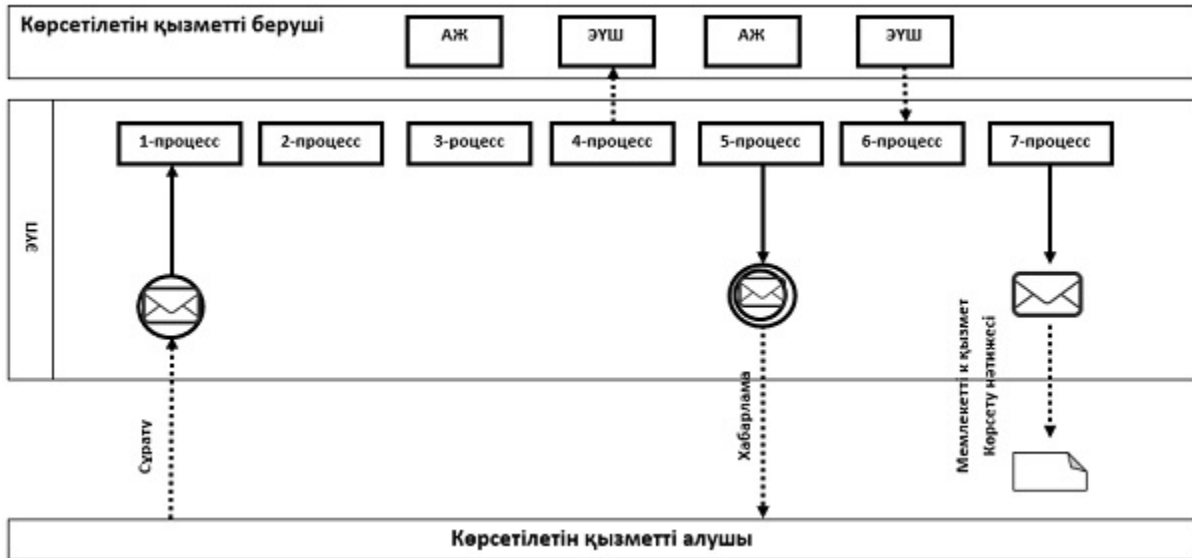 Көрсетілетін қызметті беруші
АЖ
ЭҮШ
АЖ
ЭҮШ
1-процесс
2-процесс
3-роцесс
4-процесс
5-процесс
6-процесс
7-процесс
ЭҮП
Сұрату
Хабарлама
Мемлекетті к қызмет
Көрсету нәтижесі
Көрсетілетін қызметті алушы